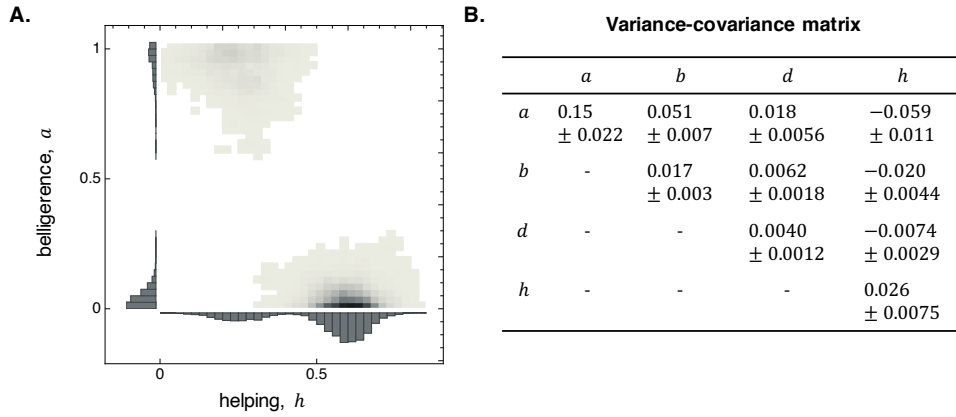 A.
1
0.5
0
belligerence, a
0
0.5
helping, h
B.
Variance-covariance matrix
a b d h
a 0.15 0.051 0.018 −0.059
± 0.022 ± 0.007 ± 0.0056 ± 0.011
b - 0.017 0.0062 −0.020
± 0.003 ± 0.0018 ± 0.0044
d - - 0.0040 −0.0074
± 0.0012 ± 0.0029
h - - - 0.026
± 0.0075